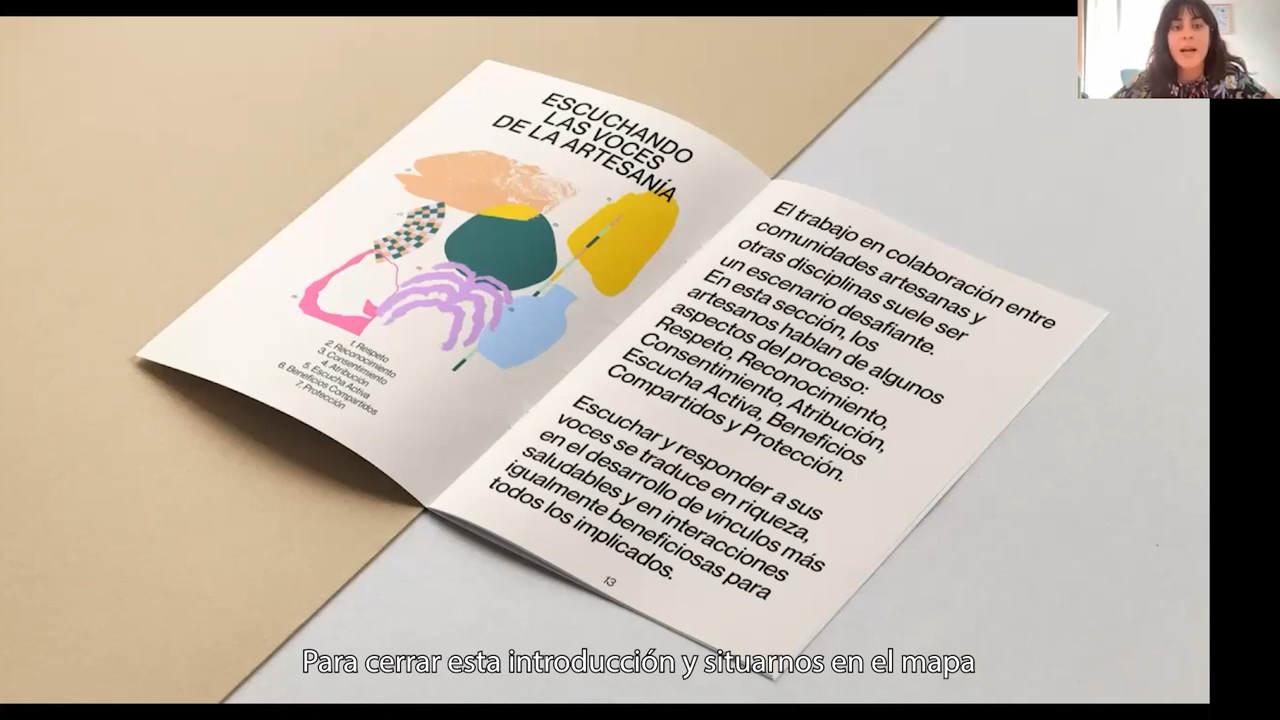 ESCUCHANDO
LAS VOCES
DE LA ARTESANÍA
1. Respeto
2. Reconocimiento
3. Consentimiento
4. Atribución
5. Escucha Activa
6. Beneficios Compartidos
7. Protección
El trabajo en colaboración entre
comunidades artesanas y
otras disciplinas suele ser
un escenario desafiante.
En esta sección, los
artesanos hablan de algunos
aspectos del proceso:
Respeto, Reconocimiento,
Consentimiento, Atribución,
Escucha Activa, Beneficios
Compartidos y Protección.
Escuchar y responder a sus
voces se traduce en riqueza,
en el desarrollo de vínculos más
saludables y en interacciones
igualmente beneficiosas para
todos los implicados.
13
Para cerrar esta introducción y situarnos en el mapa